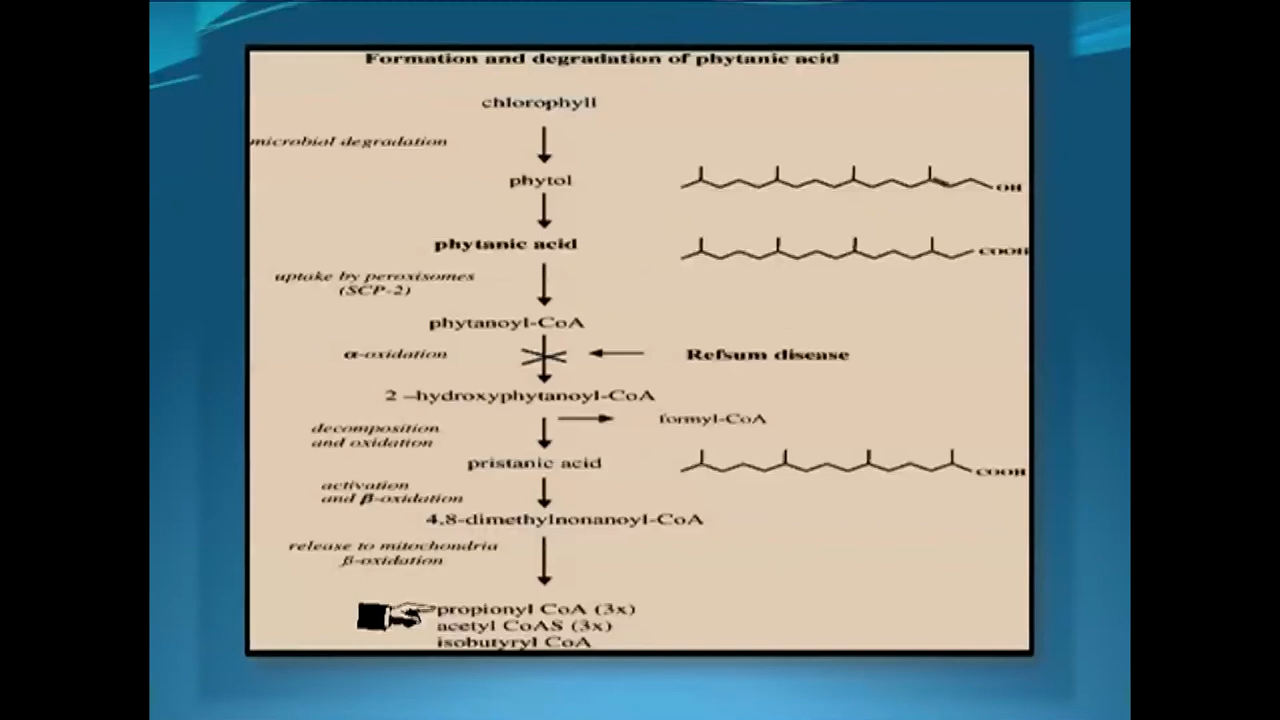 Formation and degradation of phytanic acid
chlorophyll
microbial degradation
phytol
OH
phytanic acid
COOH
uptake by peroxisomes
(SCP-2)
phytanoyl-CoA
α-oxidation
Refsum disease
2 –hydroxyphytanoyl-CoA
formyl-CoA
decomposition
and oxidation
pristanic acid
COOH
activation
and β-oxidation
4,8-dimethylnonanoyl-CoA
release to mitochondria
β-oxidation
propionyl CoA (3x)
acetyl CoAS (3x)
isobutyryl CoA